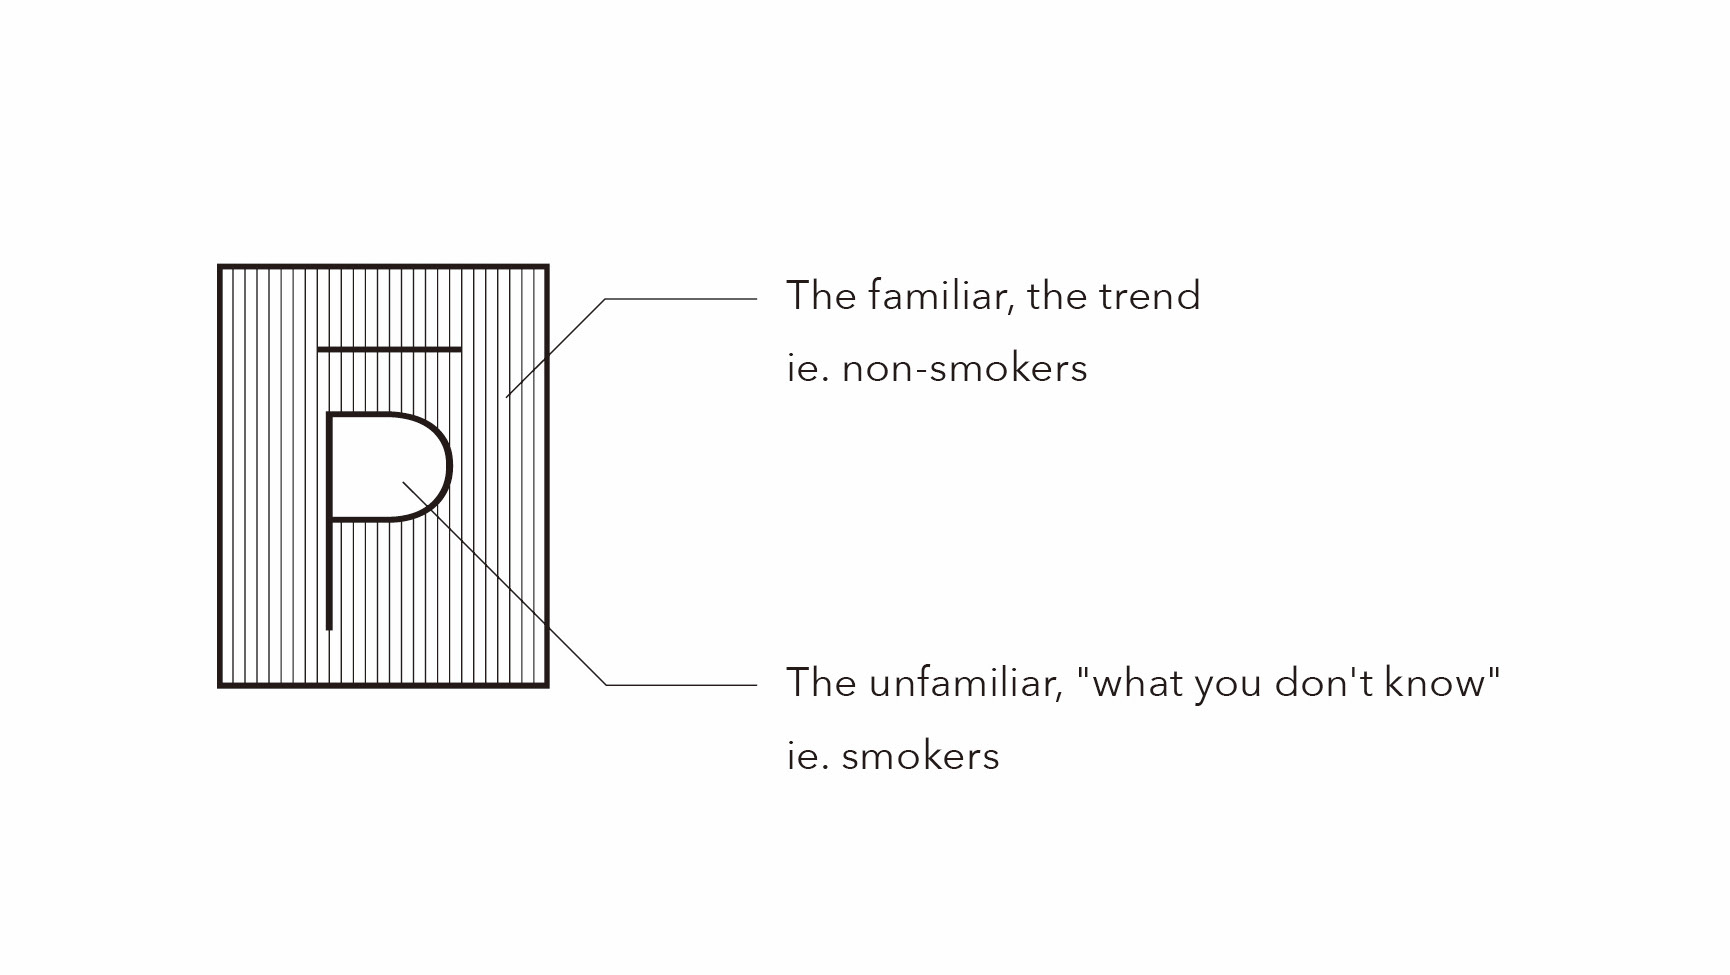 P
The familiar, the trend
ie. non-smokers
The unfamiliar, "what you don't know"
ie. smokers